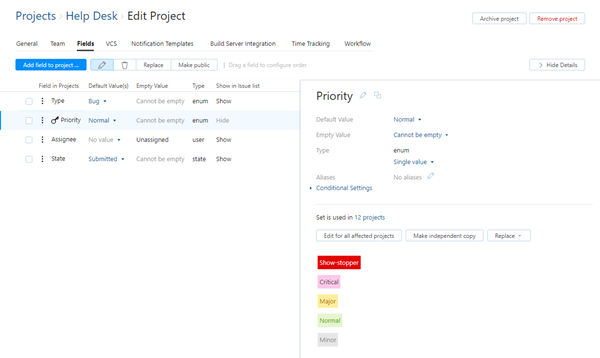 Projects › Help Desk › Edit Project
Archive project
Remove project
General Team Fields VCS Notification Templates Build Server Integration Time Tracking Workflow
Add field to project... Replace Make public Drag a field to configure order
Hide Details
Field in Projects Default Value(s) Empty Value Type Show in Issue list
Type Bug Cannot be empty enum Show
Priority Normal Cannot be empty enum Hide
Assignee No value Unassigned user Show
State Submitted Cannot be empty state Show
Priority
Default Value Normal
Empty Value Cannot be empty
Type enum
Single value
Aliases No aliases
Conditional Settings
Set is used in 12 projects
Edit for all affected projects Make independent copy Replace
Show-stopper
Critical
Major
Normal
Minor